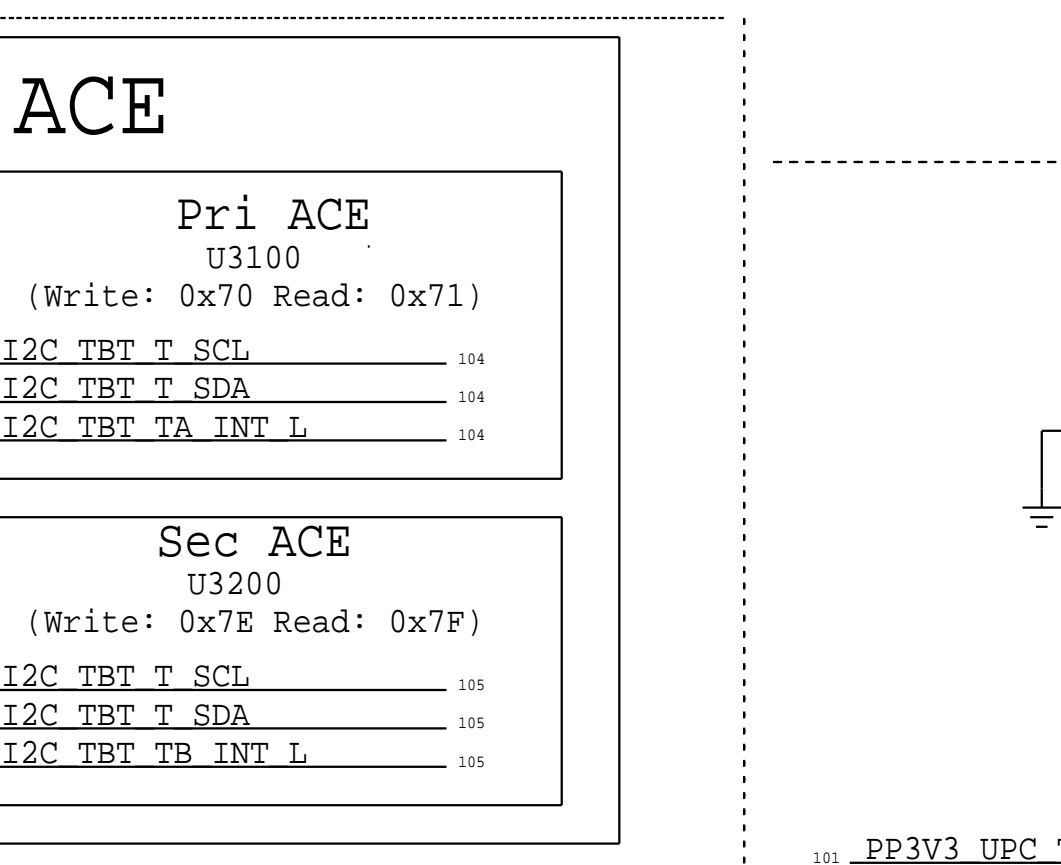 ACE
Pri ACE
U3100
(Write: 0x70 Read: 0x71)
I2C_TBT_T_SCL 104
I2C_TBT_T_SDA 104
I2C_TBT_TA_INT_L 104
Sec ACE
U3200
(Write: 0x7E Read: 0x7F)
I2C_TBT_T_SCL 105
I2C_TBT_T_SDA 105
I2C_TBT_TB_INT_L 105
101 PP3V3_UPC